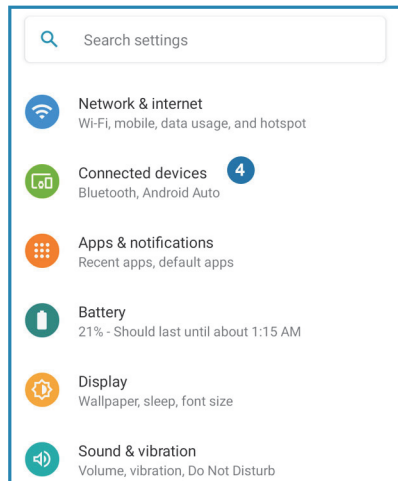 Search settings
Network & internet
Wi-Fi, mobile, data usage, and hotspot
Connected devices 4
Bluetooth, Android Auto
Apps & notifications
Recent apps, default apps
Battery
21% - Should last until about 1:15 AM
Display
Wallpaper, sleep, font size
Sound & vibration
Volume, vibration, Do Not Disturb